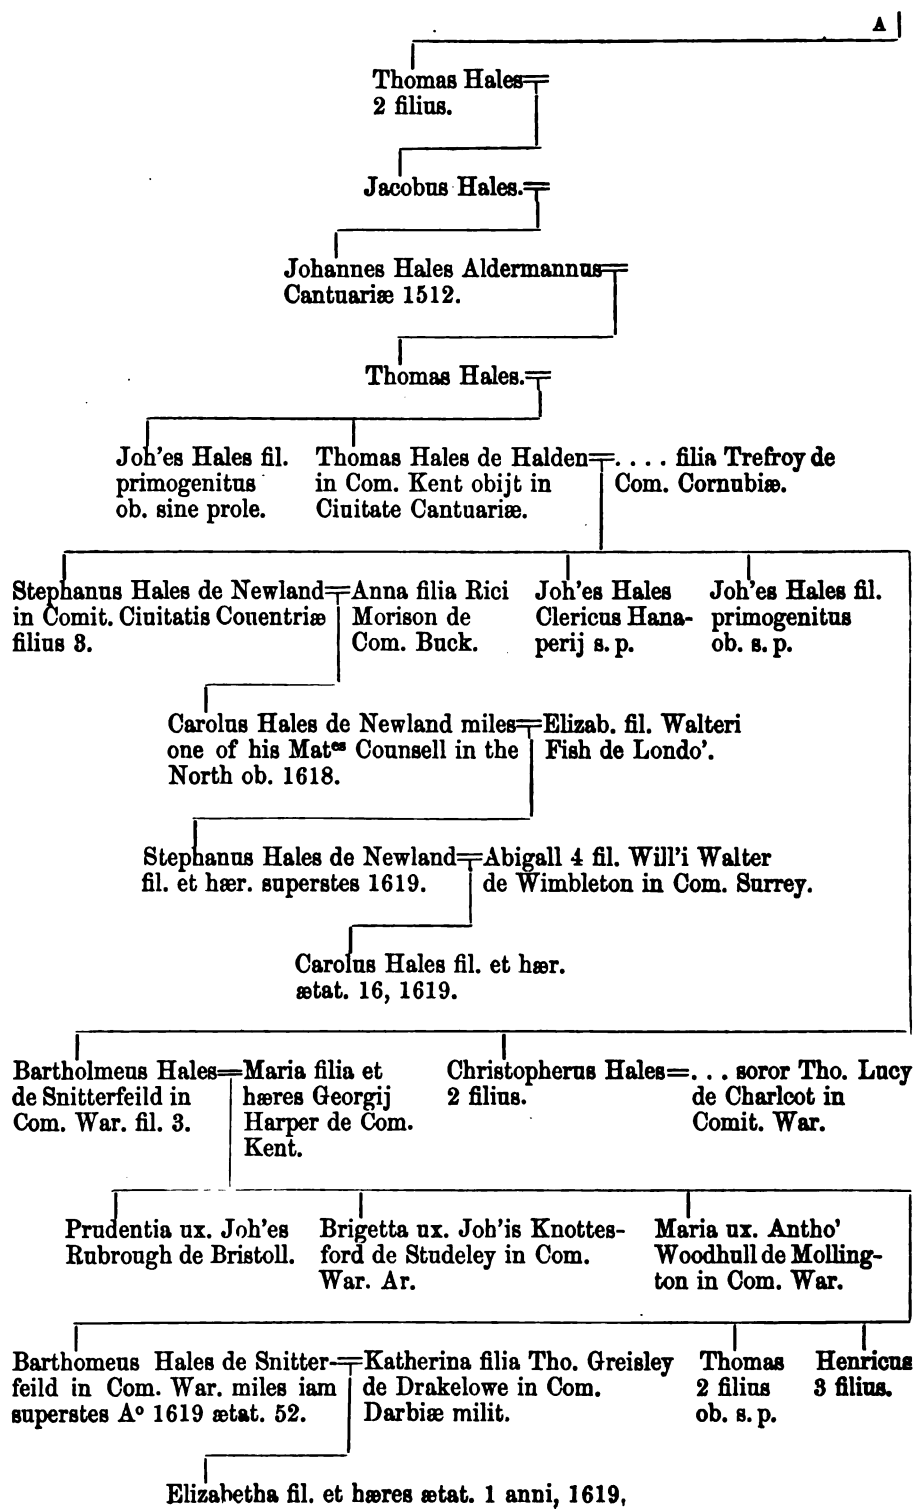 A
Thomas Hales
2 filius.
Jacobus Hales.
Johannes Hales Aldermannus
Cantuariæ 1512.
Thomas Hales.
Joh'es Hales fil.
primogenitus
ob. sine prole.
Thomas Hales de Halden
in Com. Kent obijt in
Ciuitate Cantuariæ.
. . . . filia Trefroy de
Com. Cornubiæ.
Stephanus Hales de Newland
in Comit. Ciuitatis Couentriæ
filius 3.
Anna filia Rici
Morison de
Com. Buck.
Joh'es Hales
Clericus Hana-
perij s. p.
Joh'es Hales fil.
primogenitus
ob. s. p.
Carolus Hales de Newland miles
one of his Mat^es Counsell in the
North ob. 1618.
Elizab. fil. Walteri
Fish de Londo'.
Stephanus Hales de Newland
fil. et hær. superstes 1619.
Abigall 4 fil. Will'i Walter
de Wimbleton in Com. Surrey.
Carolus Hales fil. et hær.
ætat. 16, 1619.
Bartholmeus Hales
de Snitterfeild in
Com. War. fil. 3.
Maria filia et
hæres Georgij
Harper de Com.
Kent.
Christopherus Hales
2 filius.
. . . soror Tho. Lucy
de Charlcot in
Comit. War.
Prudentia ux. Joh'es
Rubrough de Bristoll.
Brigetta ux. Joh'is Knottes-
ford de Studeley in Com.
War. Ar.
Maria ux. Antho'
Woodhull de Molling-
ton in Com. War.
Barthomeus Hales de Snitter-
feild in Com. War. miles iam
superstes A° 1619 ætat. 52.
Katherina filia Tho. Greisley
de Drakelowe in Com.
Darbiæ milit.
Thomas
2 filius
ob. s. p.
Henricus
3 filius.
Elizabetha fil. et hæres ætat. 1 anni, 1619,